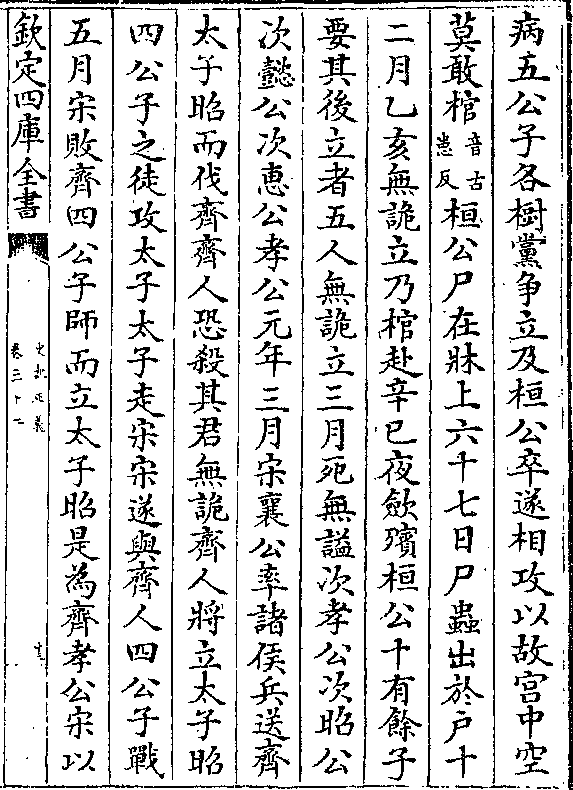 病五公子各樹黨爭立及桓公卒遂相攻以故宮中空
莫敢棺音古患反桓公尸在牀上六十七日尸蟲出於户十
二月乙亥無詭立乃棺赴辛巳夜斂殯桓公十有餘子
要其後立者五人無詭立三月死無謚次孝公次昭公
次懿公次惠公孝公元年三月宋襄公率諸侯兵送齊
太子昭而伐齊齊人恐殺其君無詭齊人將立太子昭
四公子之徒攻太子太子走宋宋遂與齊人四公子戰
五月宋敗齊四公子師而立太子昭是為齊孝公宋以
欽定四庫全書
史記正義
卷三十二